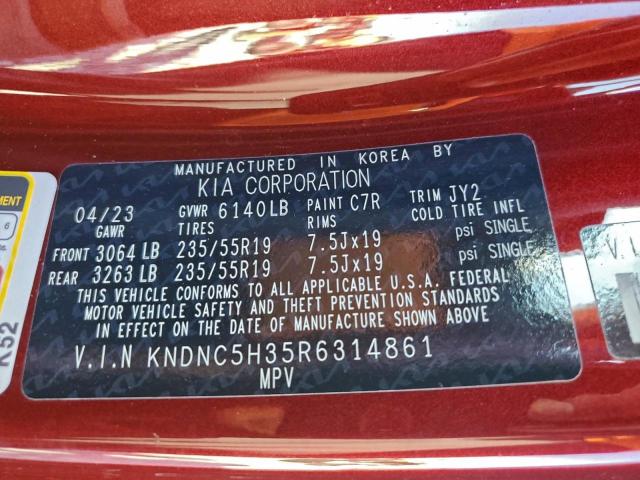 MANUFACTURED IN KOREA BY
KIA CORPORATION
04/23 GVWR 6140LB PAINT C7R TRIM JY2
GAWR TIRES RIMS COLD TIRE INFL
FRONT 3064 LB 235/55R19 7.5Jx19 psi SINGLE
REAR 3263 LB 235/55R19 7.5Jx19 psi SINGLE
THIS VEHICLE CONFORMS TO ALL APPLICABLE U.S.A. FEDERAL
MOTOR VEHICLE SAFETY AND THEFT PREVENTION STANDARDS
IN EFFECT ON THE DATE OF MANUFACTURE SHOWN ABOVE
V.I.N KNDNC5H35R6314861
MPV
6
K52
V.I